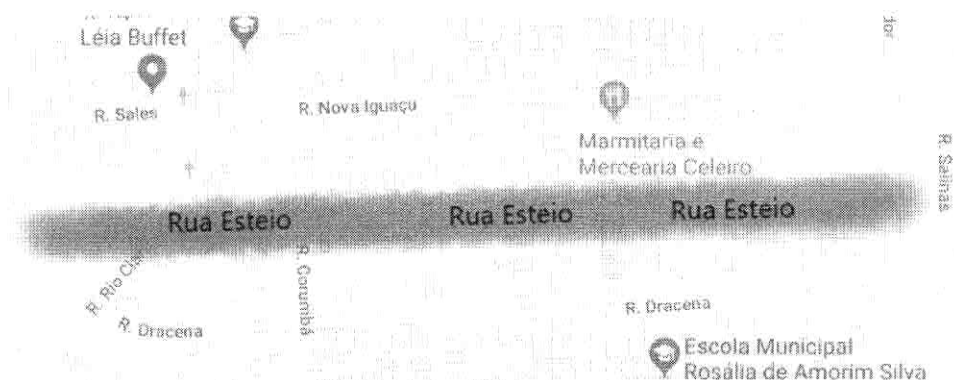 Léia Buffet
R. Sales
R. Nova Iguaçu
Marmitaria e
Mercearia Celeiro
R. Salinas
Rua Esteio
Rua Esteio
Rua Esteio
R. Rio
R. Corumbá
R. Dracena
R. Dracena
Escola Municipal
Rosália de Amorim Silva